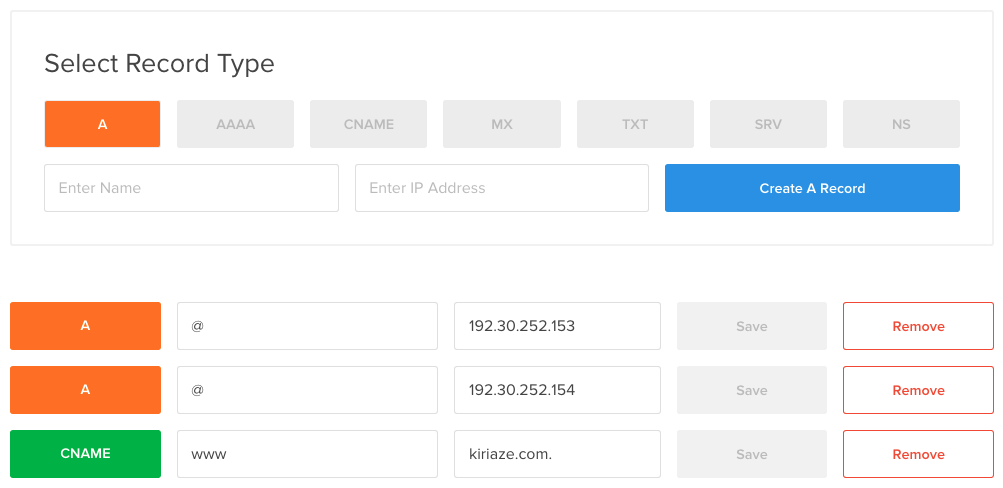 Select Record Type
A AAAA CNAME MX TXT SRV NS
Enter Name Enter IP Address Create A Record
A @ 192.30.252.153 Save Remove
A @ 192.30.252.154 Save Remove
CNAME www kiriaze.com. Save Remove